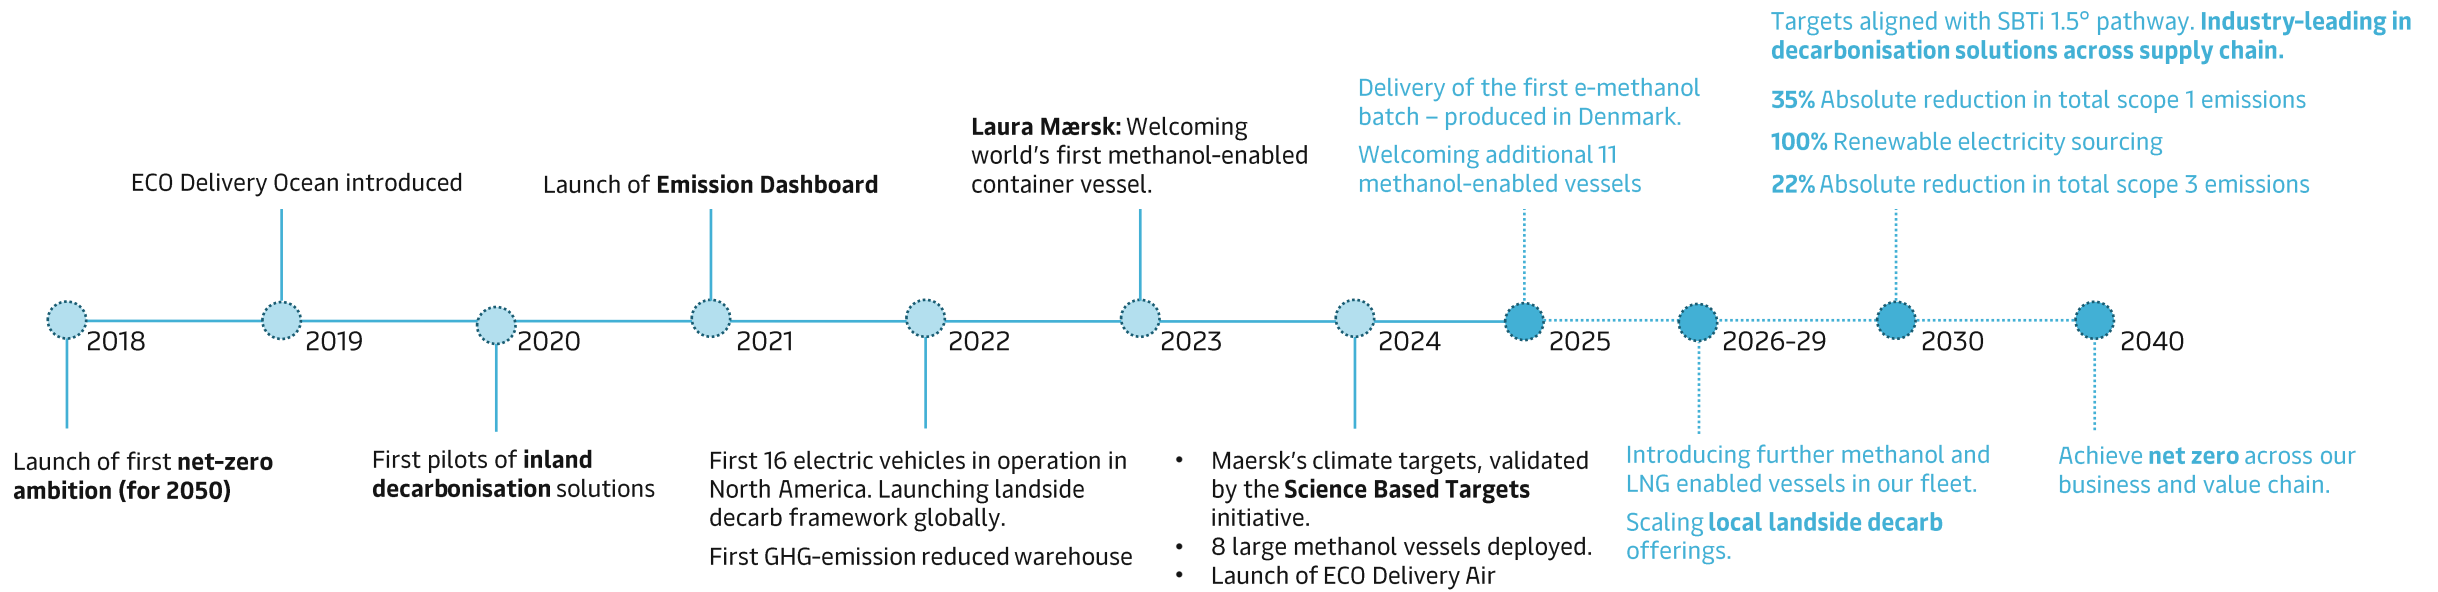 Targets aligned with SBTi 1.5° pathway. Industry-leading in
decarbonisation solutions across supply chain.
35% Absolute reduction in total scope 1 emissions
100% Renewable electricity sourcing
22% Absolute reduction in total scope 3 emissions
Delivery of the first e-methanol
batch – produced in Denmark.
Welcoming additional 11
methanol-enabled vessels
Laura Mærsk: Welcoming
world's first methanol-enabled
container vessel.
ECO Delivery Ocean introduced
Launch of Emission Dashboard
2018
2019
2020
2021
2022
2023
2024
2025
2026-29
2030
2040
Launch of first net-zero
ambition (for 2050)
First pilots of inland
decarbonisation solutions
First 16 electric vehicles in operation in
North America. Launching landside
decarb framework globally.
First GHG-emission reduced warehouse
• Maersk's climate targets, validated
by the Science Based Targets
initiative.
• 8 large methanol vessels deployed.
• Launch of ECO Delivery Air
Introducing further methanol and
LNG enabled vessels in our fleet.
Scaling local landside decarb
offerings.
Achieve net zero across our
business and value chain.